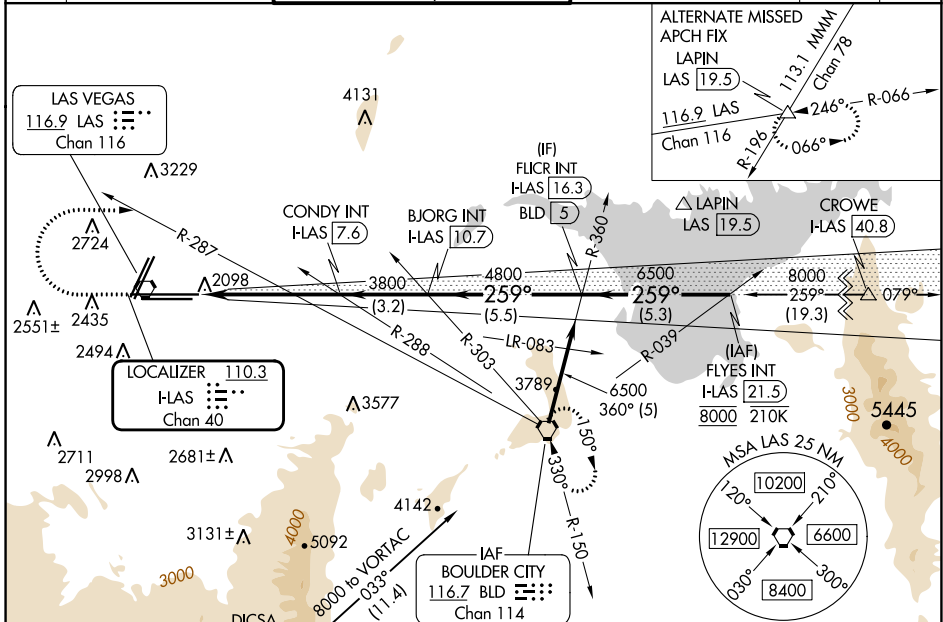 ALTERNATE MISSED
APCH FIX
LAPIN
LAS 19.5
113.1 MMM
Chan 78
116.9 LAS
Chan 116
246°
R-066
066°
R-196
LAS VEGAS
116.9 LAS
Chan 116
4131
3229
2724
R-287
CONDY INT
I-LAS 7.6
BJORG INT
I-LAS 10.7
(IF)
FLICR INT
I-LAS 16.3
BLD 5
R-360
LAPIN
LAS 19.5
CROWE
I-LAS 40.8
2098
3800
4800
6500
8000
259°
259°
259°
079°
(3.2)
(5.5)
(5.3)
(19.3)
2551±
2435
2494
R-288
R-303
LR-083
R-039
(IAF)
FLYES INT
I-LAS 21.5
8000 210K
LOCALIZER 110.3
I-LAS
Chan 40
3789
6500
360° (5)
3577
3000
5445
4000
2711
2998
2681±
150°
330°
R-150
MSA LAS 25 NM
120°
10200
210°
12900
6600
030°
8400
300°
4142
3131±
4000
5092
3000
8000 to VORTAC
033°
(11.4)
IAF
BOULDER CITY
116.7 BLD
Chan 114
DICSA